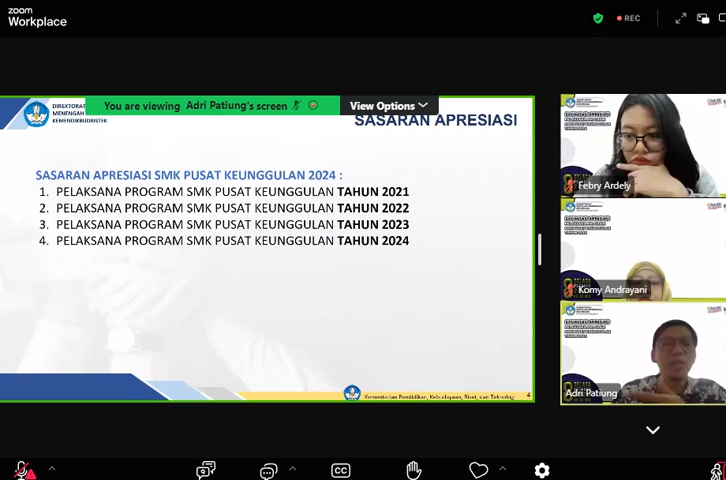 zoom
Workplace
REC
DIREKTORAT
MENENGAH
KEMENDIKBUDRISTEK
You are viewing Adri Patiung's screen
View Options
SASARAN APRESIASI
SASARAN APRESIASI SMK PUSAT KEUNGGULAN 2024 :
1. PELAKSANA PROGRAM SMK PUSAT KEUNGGULAN TAHUN 2021
2. PELAKSANA PROGRAM SMK PUSAT KEUNGGULAN TAHUN 2022
3. PELAKSANA PROGRAM SMK PUSAT KEUNGGULAN TAHUN 2023
4. PELAKSANA PROGRAM SMK PUSAT KEUNGGULAN TAHUN 2024
Kementerian Pendidikan, Kebudayaan, Riset, dan Teknologi
4
Febry Ardely
Komy Andrayani
Adri Patiung
CC